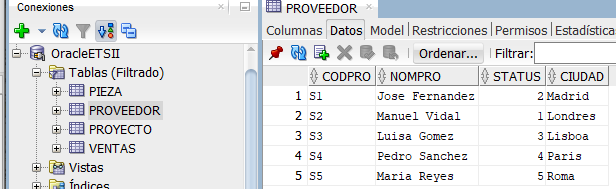 Conexiones
OracleETSII
Tablas (Filtrado)
PIEZA
PROVEEDOR
PROYECTO
VENTAS
Vistas
Índices
PROVEEDOR
Columnas Datos Model Restricciones Permisos Estadística
Ordenar... Filtrar:
CODPRO NOMPRO STATUS CIUDAD
1 S1 Jose Fernandez 2 Madrid
2 S2 Manuel Vidal 1 Londres
3 S3 Luisa Gomez 3 Lisboa
4 S4 Pedro Sanchez 4 Paris
5 S5 Maria Reyes 5 Roma